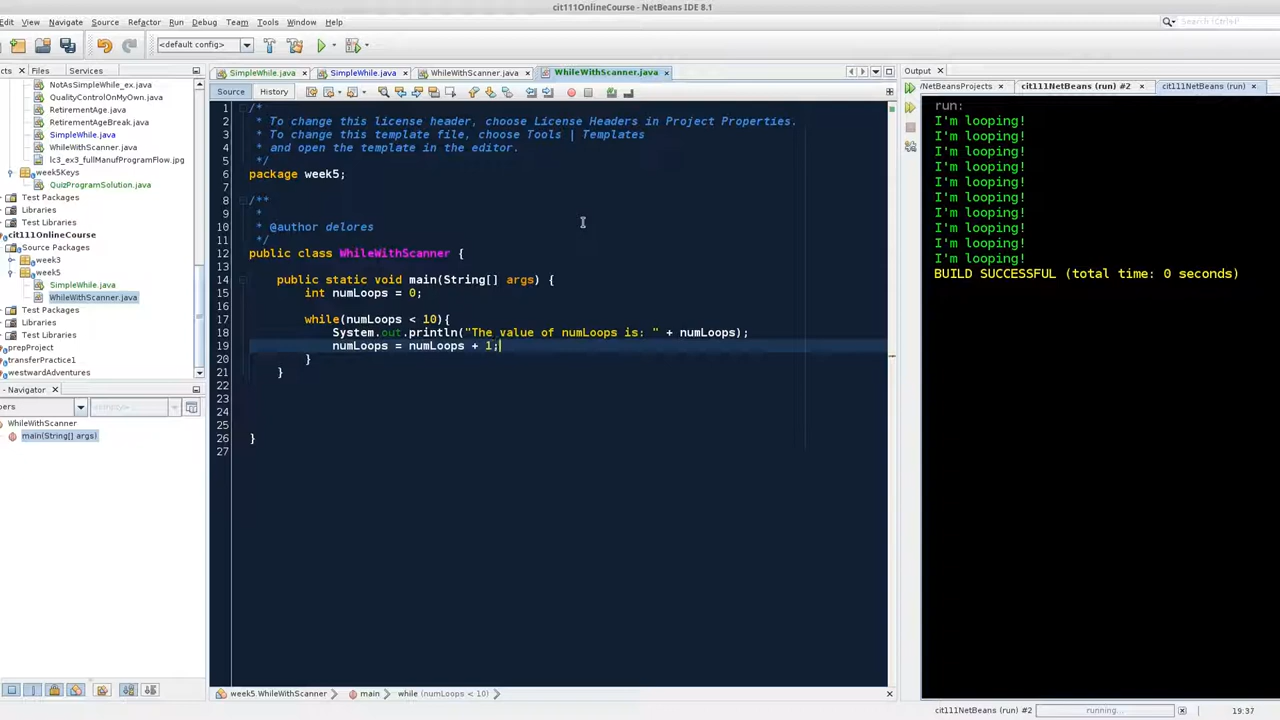 cit111OnlineCourse - NetBeans IDE 8.1
Edit View Navigate Source Refactor Run Debug Team Tools Window Help
Search (Ctrl+I)
<default config>
cts Files Services
NotAsSimpleWhile_ex.java
QualityControlOnMyOwn.java
RetirementAge.java
RetirementAgeBreak.java
SimpleWhile.java
WhileWithScanner.java
lc3_ex3_fullManufProgramFlow.jpg
week5Keys
QuizProgramSolution.java
Test Packages
Libraries
Test Libraries
cit111OnlineCourse
Source Packages
week3
week5
SimpleWhile.java
WhileWithScanner.java
Test Packages
Libraries
Test Libraries
prepProject
transferPractice1
westwardAdventures
- Navigator
bers
<empty>
WhileWithScanner
main(String[] args)
SimpleWhile.java SimpleWhile.java WhileWithScanner.java WhileWithScanner.java
Source History
1 /*
2 * To change this license header, choose License Headers in Project Properties.
3 * To change this template file, choose Tools | Templates
4 * and open the template in the editor.
5 */
6 package week5;
7
8 /**
9 *
10 * @author delores
11 */
12 public class WhileWithScanner {
13
14 public static void main(String[] args) {
15 int numLoops = 0;
16
17 while(numLoops < 10){
18 System.out.println("The value of numLoops is: " + numLoops);
19 numLoops = numLoops + 1;
20 }
21 }
22
23
24
25
26 }
27
week5.WhileWithScanner main while (numLoops < 10)
Output
/NetBeansProjects cit111NetBeans (run) #2 cit111NetBeans (run)
run:
I'm looping!
I'm looping!
I'm looping!
I'm looping!
I'm looping!
I'm looping!
I'm looping!
I'm looping!
I'm looping!
I'm looping!
BUILD SUCCESSFUL (total time: 0 seconds)
cit111NetBeans (run) #2 running... 19:37